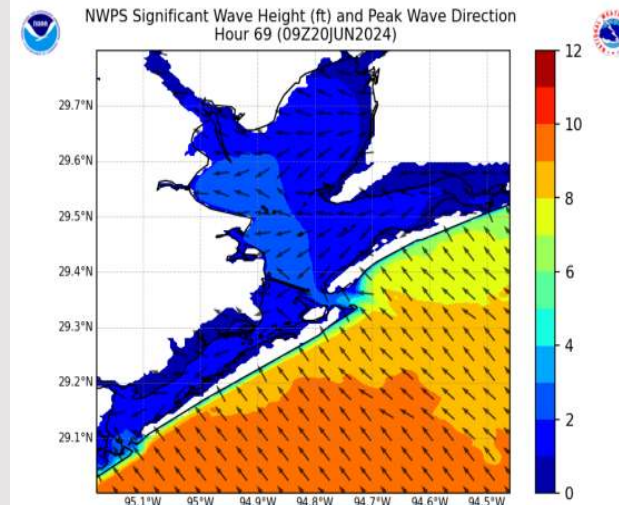 NWPS Significant Wave Height (ft) and Peak Wave Direction
Hour 69 (09Z20JUN2024)
12
10
8
6
4
2
0
29.7°N
29.6°N
29.5°N
29.4°N
29.3°N
29.2°N
29.1°N
95.1°W 95°W 94.9°W 94.8°W 94.7°W 94.6°W 94.5°W